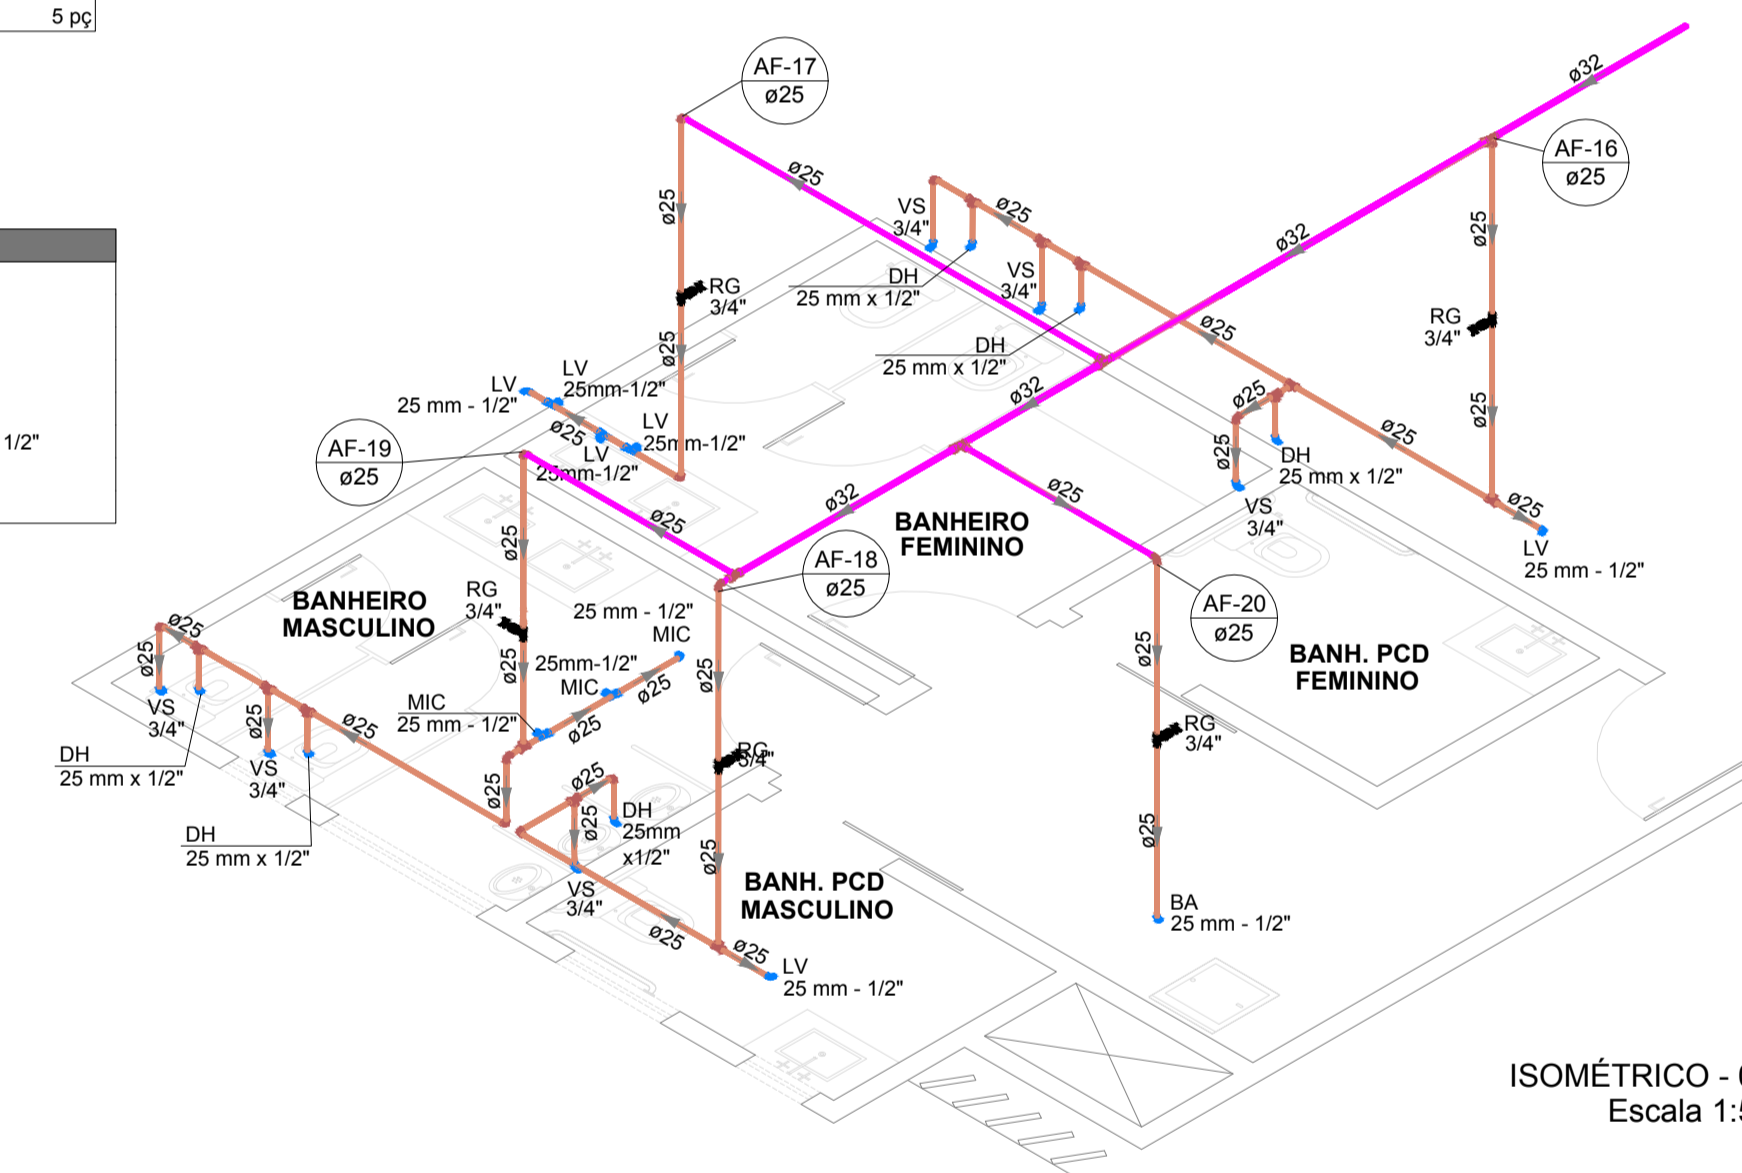 5 pç
1/2"
AF-17
ø25
ø32
AF-16
ø25
ø25
ø25
VS
3/4"
ø25
ø25
ø32
DH
25 mm x 1/2"
VS
3/4"
RG
3/4"
RG
3/4"
ø25
DH
25 mm x 1/2"
ø25
LV
25 mm - 1/2"
LV
25mm-1/2"
ø32
ø25
ø25
ø25
ø25
LV
25mm-1/2"
LV
25mm-1/2"
AF-19
ø25
DH
25 mm x 1/2"
ø25
VS
3/4"
ø25
LV
25 mm - 1/2"
ø25
ø32
ø25
BANHEIRO
FEMININO
ø25
AF-18
ø25
AF-20
ø25
BANHEIRO
MASCULINO
RG
3/4"
25 mm - 1/2"
MIC
25mm-1/2"
MIC
ø25
ø25
ø25
ø25
BANH. PCD
FEMININO
ø25
ø25
VS
3/4"
MIC
25 mm - 1/2"
ø25
ø25
ø25
RG
3/4"
RG
3/4"
DH
25 mm x 1/2"
VS
3/4"
ø25
ø25
DH
25mm
x1/2"
ø25
DH
25 mm x 1/2"
VS
3/4"
ø25
ø25
BANH. PCD
MASCULINO
BA
25 mm - 1/2"
ø25
ø25
LV
25 mm - 1/2"
ISOMÉTRICO -
Escala